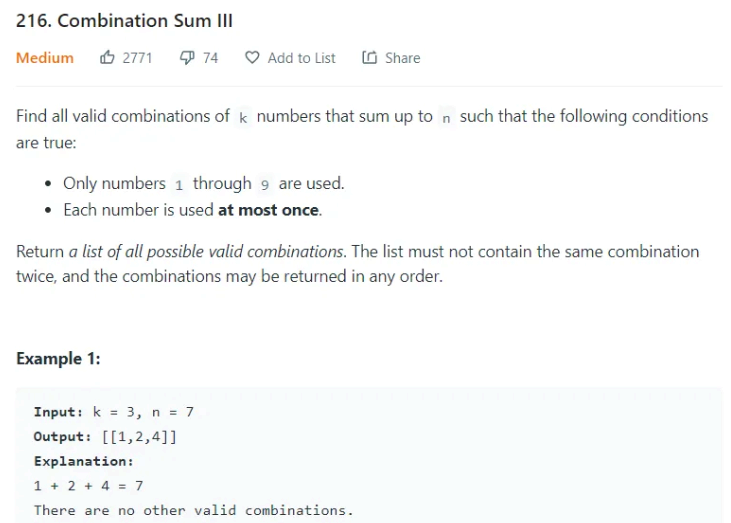 216. Combination Sum III
Medium 2771 74 Add to List Share
Find all valid combinations of k numbers that sum up to n such that the following conditions
are true:
• Only numbers 1 through 9 are used.
• Each number is used at most once.
Return a list of all possible valid combinations. The list must not contain the same combination
twice, and the combinations may be returned in any order.
Example 1:
Input: k = 3, n = 7
Output: [[1,2,4]]
Explanation:
1 + 2 + 4 = 7
There are no other valid combinations.